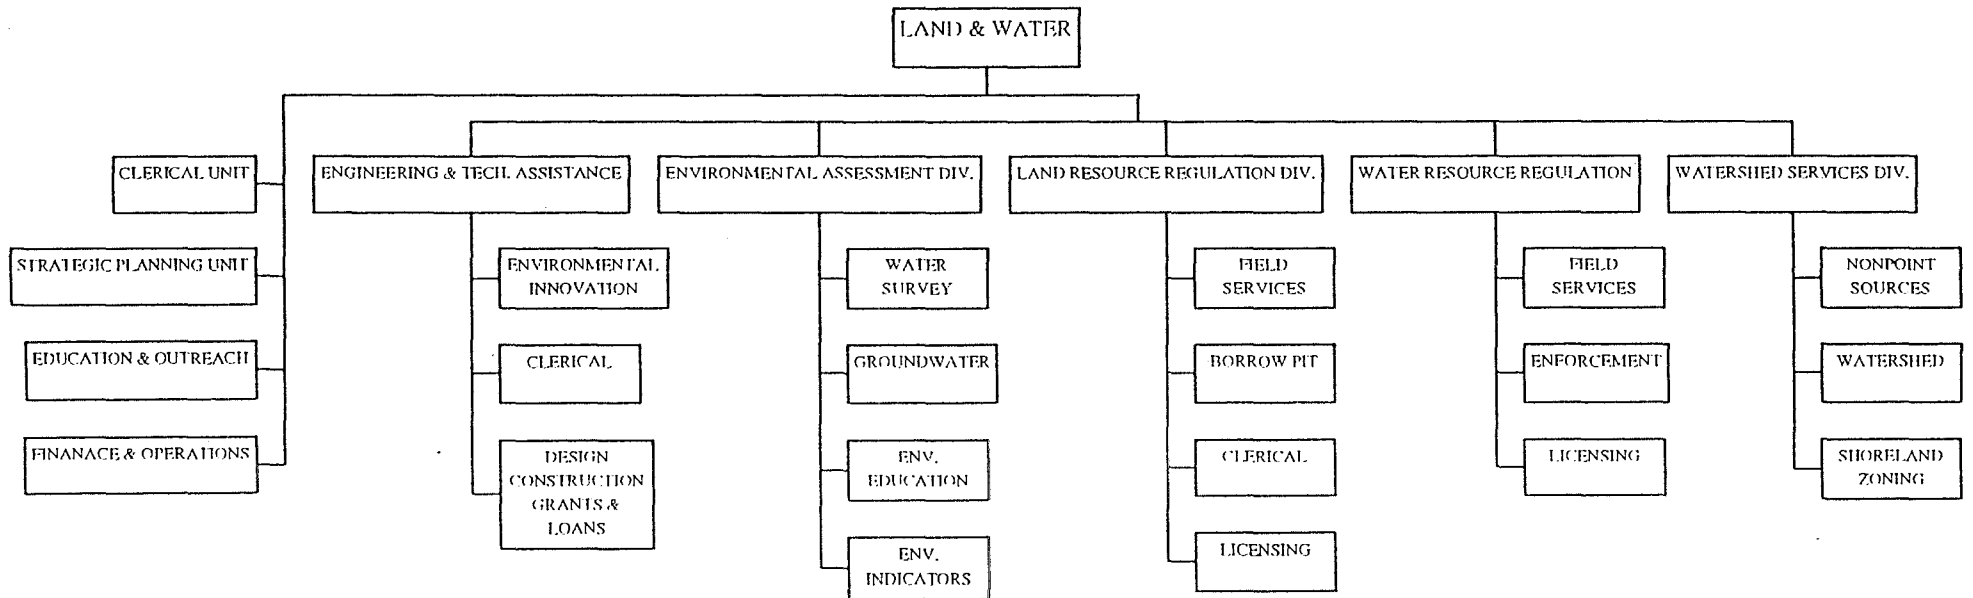 LAND & WATER
CLERICAL UNIT
STRATEGIC PLANNING UNIT
EDUCATION & OUTREACH
FINANACE & OPERATIONS
ENGINEERING & TECH. ASSISTANCE
ENVIRONMENTAL
INNOVATION
CLERICAL
DESIGN
CONSTRUCTION
GRANTS &
LOANS
ENVIRONMENTAL ASSESSMENT DIV.
WATER
SURVEY
GROUNDWATER
ENV.
EDUCATION
ENV.
INDICATORS
LAND RESOURCE REGULATION DIV.
FIELD
SERVICES
BORROW PIT
CLERICAL
LICENSING
WATER RESOURCE REGULATION
FIELD
SERVICES
ENFORCEMENT
LICENSING
WATERSHED SERVICES DIV.
NONPOINT
SOURCES
WATERSHED
SHORELAND
ZONING